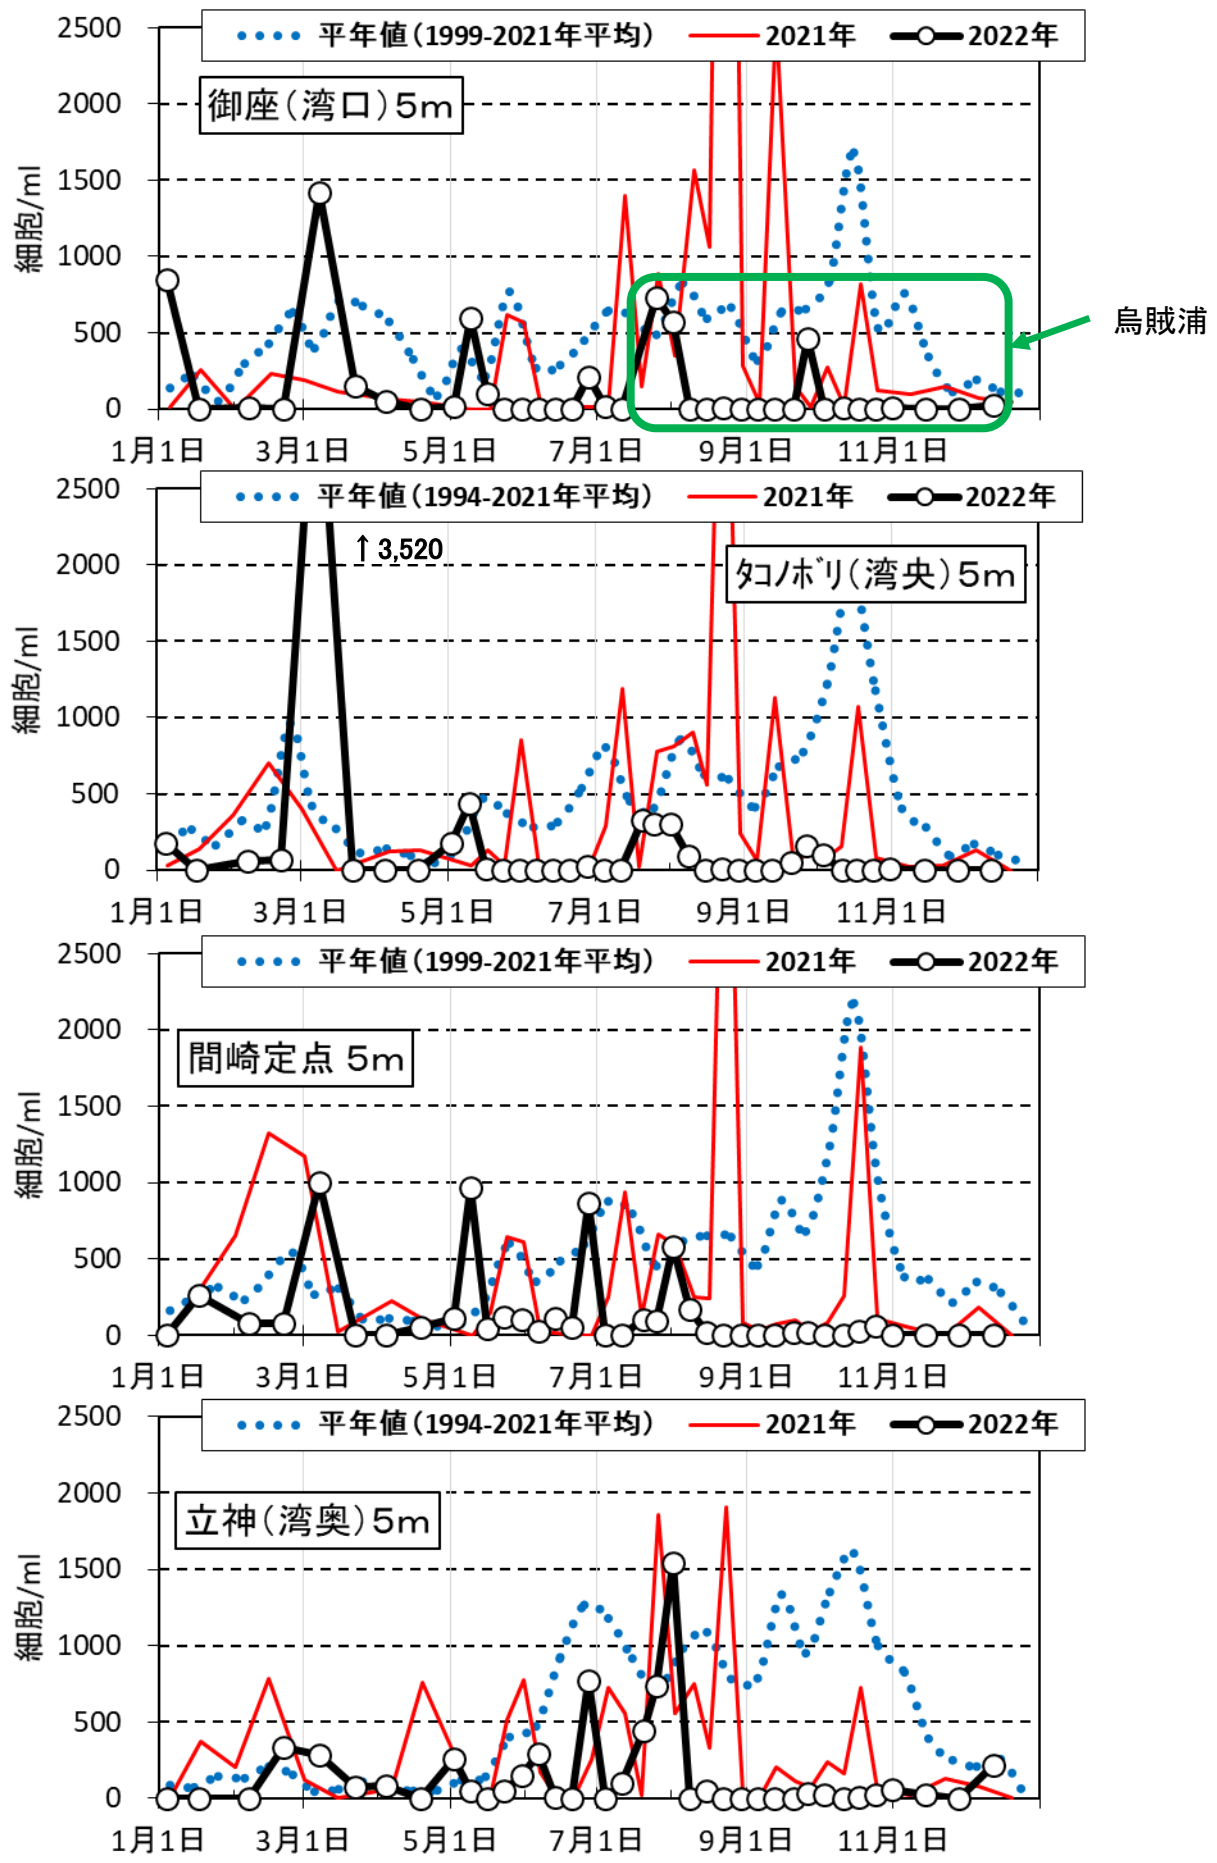 2500
平年値(1999-2021年平均) 2021年 2022年
2000
御座(湾口)5m
1500
1000
500
0
細胞/ml
烏賊浦
1月1日 3月1日 5月1日 7月1日 9月1日 11月1日
2500
平年値(1994-2021年平均) 2021年 2022年
↑3,520
2000
ﾀｺﾉﾎﾞﾘ(湾央)5m
1500
1000
500
0
細胞/ml
1月1日 3月1日 5月1日 7月1日 9月1日 11月1日
2500
平年値(1999-2021年平均) 2021年 2022年
2000
間崎定点 5m
1500
1000
500
0
細胞/ml
1月1日 3月1日 5月1日 7月1日 9月1日 11月1日
2500
平年値(1994-2021年平均) 2021年 2022年
2000
立神(湾奥)5m
1500
1000
500
0
細胞/ml
1月1日 3月1日 5月1日 7月1日 9月1日 11月1日